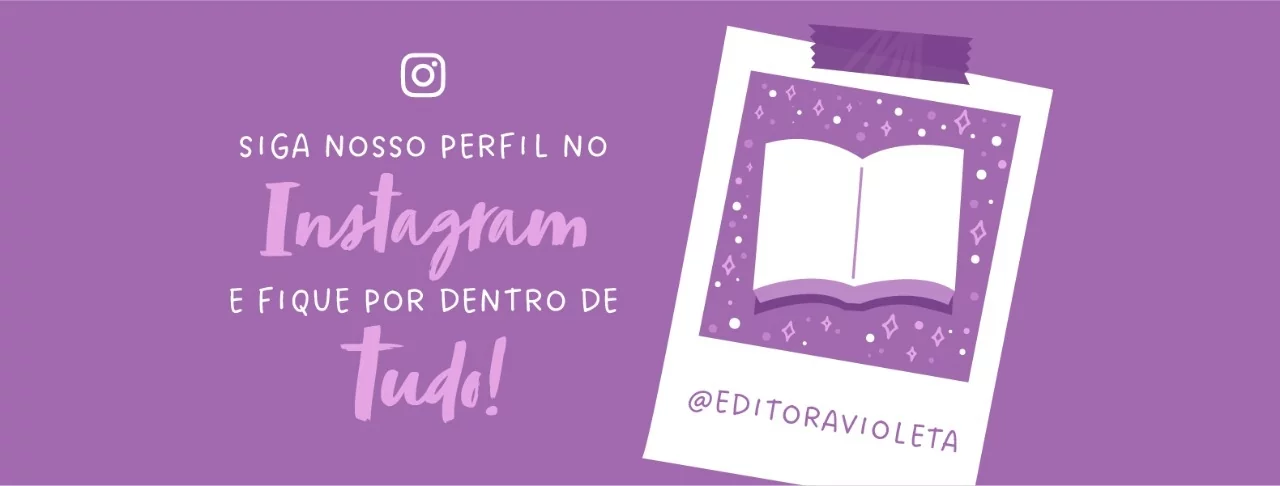 SIGA NOSSO PERFIL NO
Instagram
E FIQUE POR DENTRO DE
Tudo!
@EDITORAVIOLETA